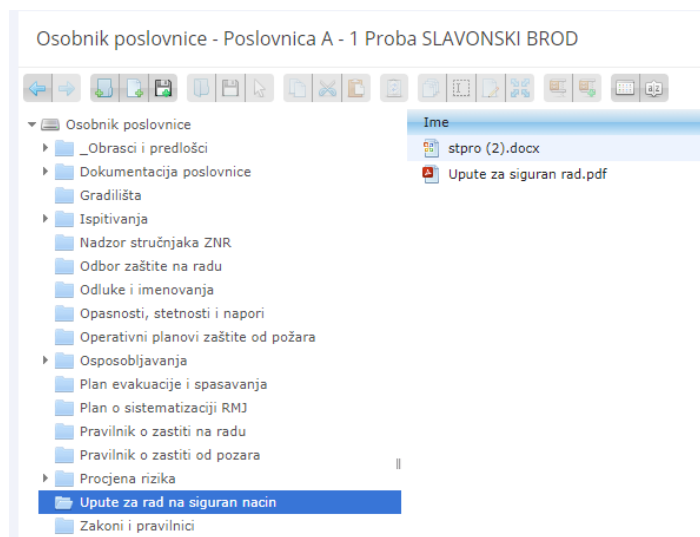 Osobnik poslovnice - Poslovnica A - 1 Proba SLAVONSKI BROD
Osobnik poslovnice
_Obrasci i predlošci
Dokumentacija poslovnice
Gradilišta
Ispitivanja
Nadzor stručnjaka ZNR
Odbor zaštite na radu
Odluke i imenovanja
Opasnosti, stetnosti i napori
Operativni planovi zaštite od požara
Osposobljavanja
Plan evakuacije i spasavanja
Plan o sistematizaciji RMJ
Pravilnik o zastiti na radu
Pravilnik o zastiti od pozara
Procjena rizika
Upute za rad na siguran nacin
Zakoni i pravilnici
Ime
stpro (2).docx
Upute za siguran rad.pdf